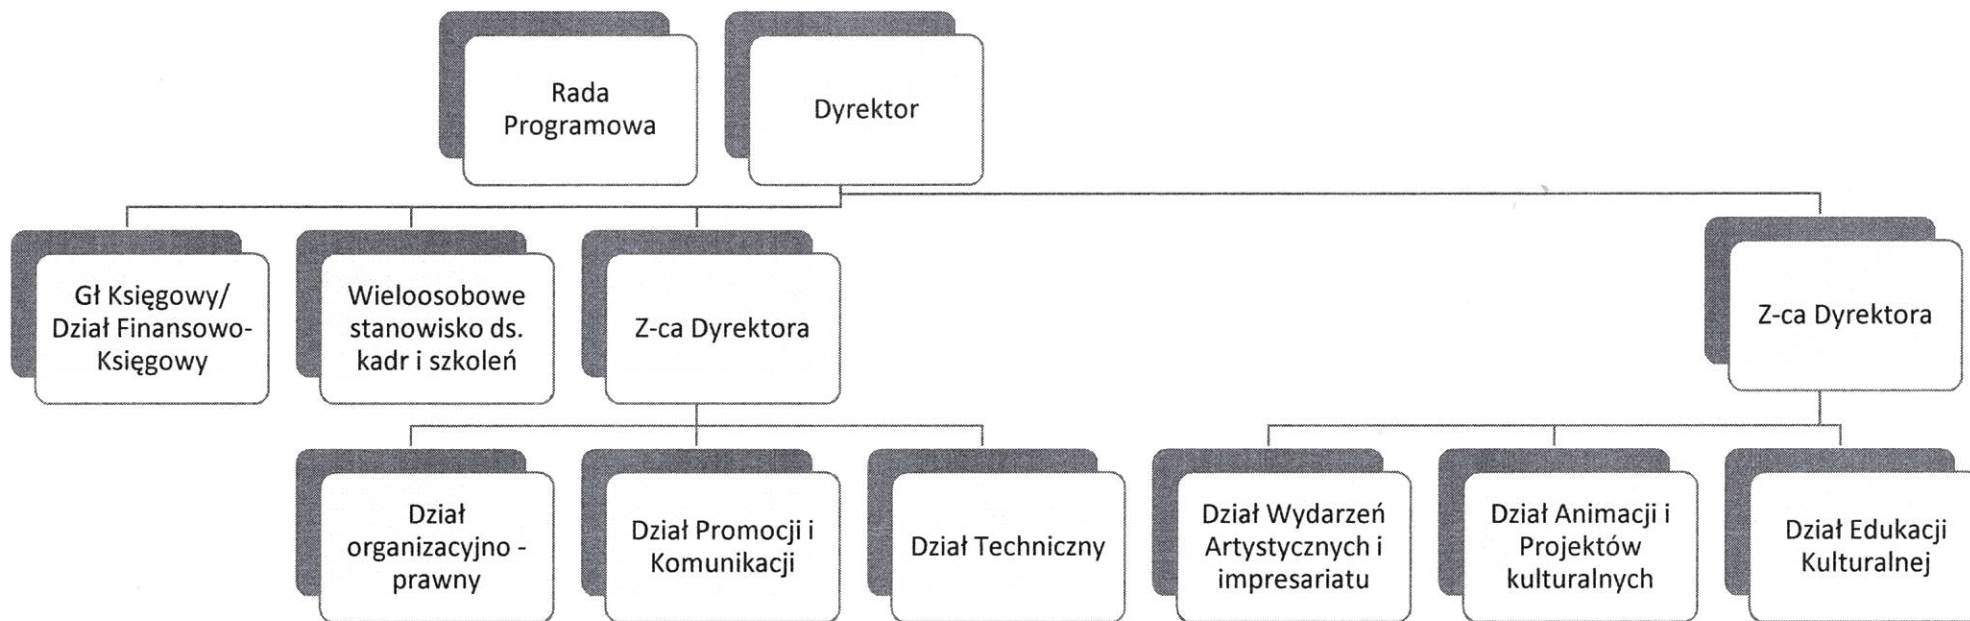 Rada
Programowa
Dyrektor
Gł Księgowy/
Dział Finansowo-
Księgowy
Wieloosobowe
stanowisko ds.
kadr i szkoleń
Z-ca Dyrektora
Z-ca Dyrektora
Dział
organizacyjno -
prawny
Dział Promocji i
Komunikacji
Dział Techniczny
Dział Wydarzeń
Artystycznych i
impresariatu
Dział Animacji i
Projektów
kulturalnych
Dział Edukacji
Kulturalnej